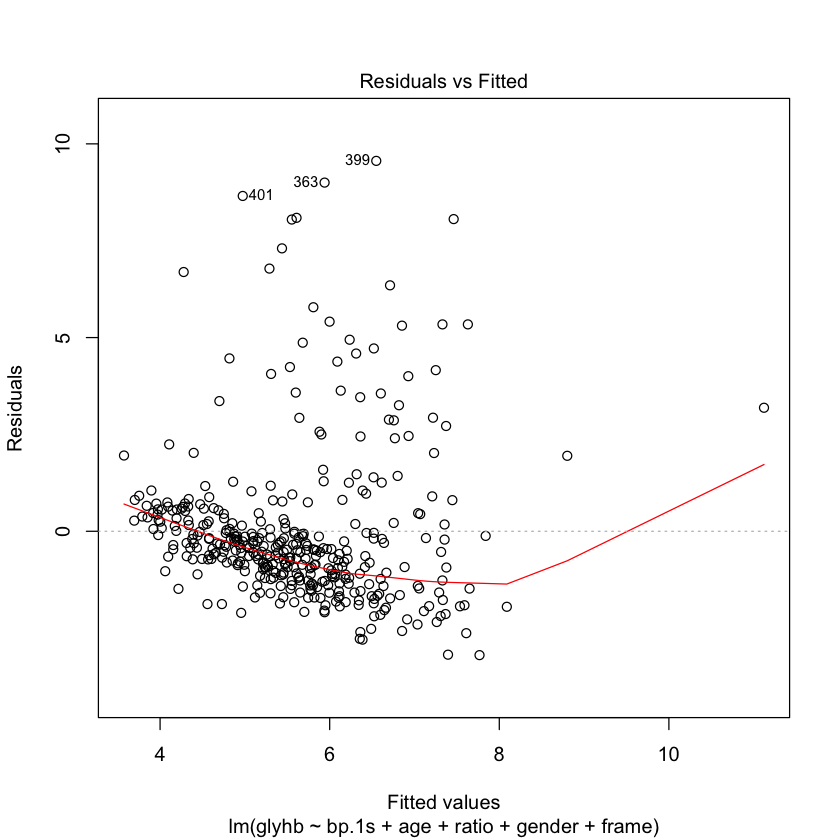 Residuals vs Fitted
10
5
0
Residuals
399
363
401
4 6 8 10
Fitted values
lm(glyhb ~ bp.1s + age + ratio + gender + frame)